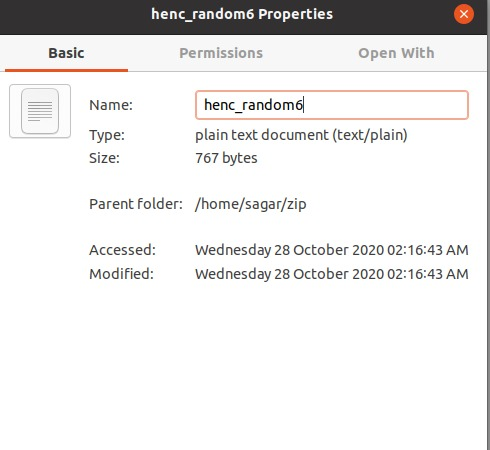 henc_random6 Properties
Basic Permissions Open With
Name: henc_random6
Type: plain text document (text/plain)
Size: 767 bytes
Parent folder: /home/sagar/zip
Accessed: Wednesday 28 October 2020 02:16:43 AM
Modified: Wednesday 28 October 2020 02:16:43 AM